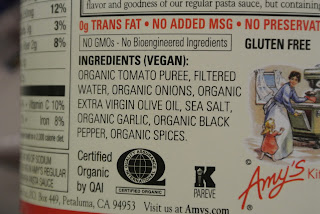 flavor and goodness of our regular pasta sauce, but containing
12%
3%
8%
2g
0g TRANS FAT • NO ADDED MSG • NO PRESERVAT
NO GMOs - No Bioengineered Ingredients
GLUTEN FREE
INGREDIENTS (VEGAN):
ORGANIC TOMATO PUREE, FILTERED
WATER, ORGANIC ONIONS, ORGANIC
EXTRA VIRGIN OLIVE OIL, SEA SALT,
ORGANIC GARLIC, ORGANIC BLACK
PEPPER, ORGANIC SPICES.
Vitamin C 10%
Iron 8%
Certified
Organic
by QAI
CERTIFIED ORGANIC
K
PAREVE
Amy's Ki
BOX 449, Petaluma, CA 94953 Visit us at Amys.com